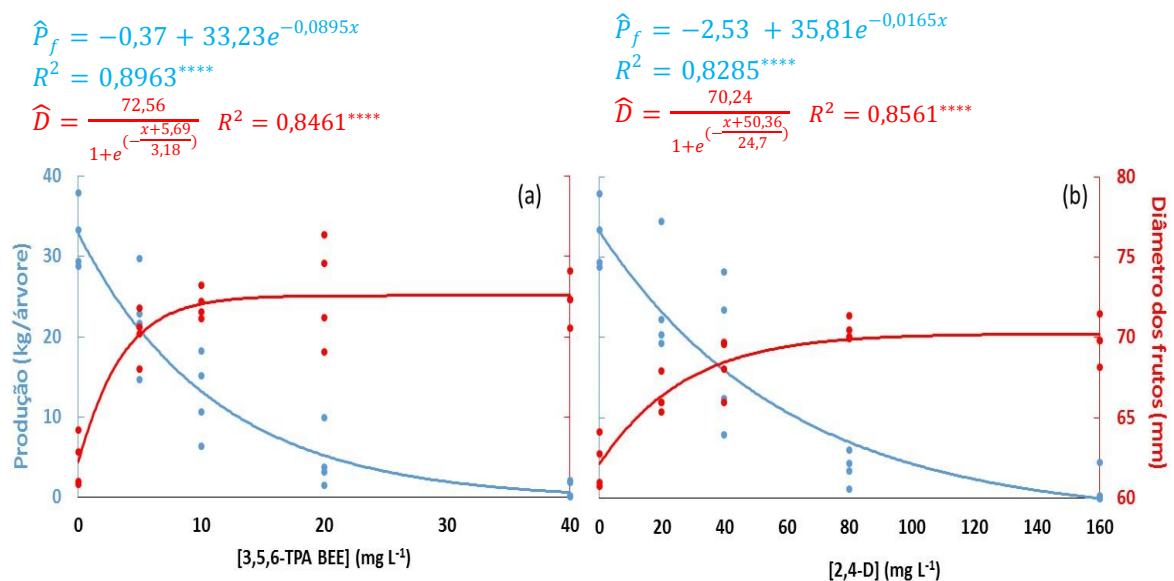 P̂_f = −0,37 + 33,23e^{−0,0895x}
R² = 0,8963****
D̂ = 72,56 / 1+e^{(−(x+5,69)/3,18)} R² = 0,8461****
P̂_f = −2,53 + 35,81e^{−0,0165x}
R² = 0,8285****
D̂ = 70,24 / 1+e^{(−(x+50,36)/24,7)} R² = 0,8561****
(a)
Produção (kg/árvore)
40
30
20
10
0
0 10 20 30 40
[3,5,6-TPA BEE] (mg L⁻¹)
(b)
0 20 40 60 80 100 120 140 160
[2,4-D] (mg L⁻¹)
80
75
70
65
60
Diâmetro dos frutos (mm)